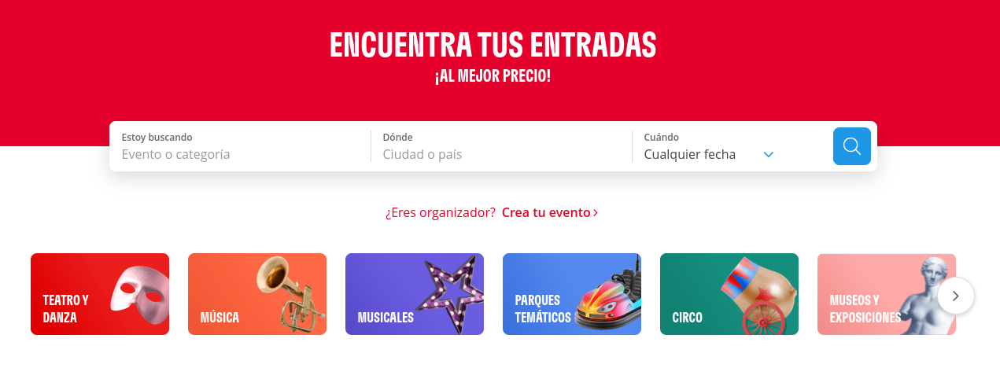 ENCUENTRA TUS ENTRADAS
¡AL MEJOR PRECIO!
Estoy buscando
Evento o categoría
Dónde
Ciudad o país
Cuándo
Cualquier fecha
¿Eres organizador? Crea tu evento
TEATRO Y
DANZA
MÚSICA
MUSICALES
PARQUES
TEMÁTICOS
CIRCO
MUSEOS Y
EXPOSICIONES